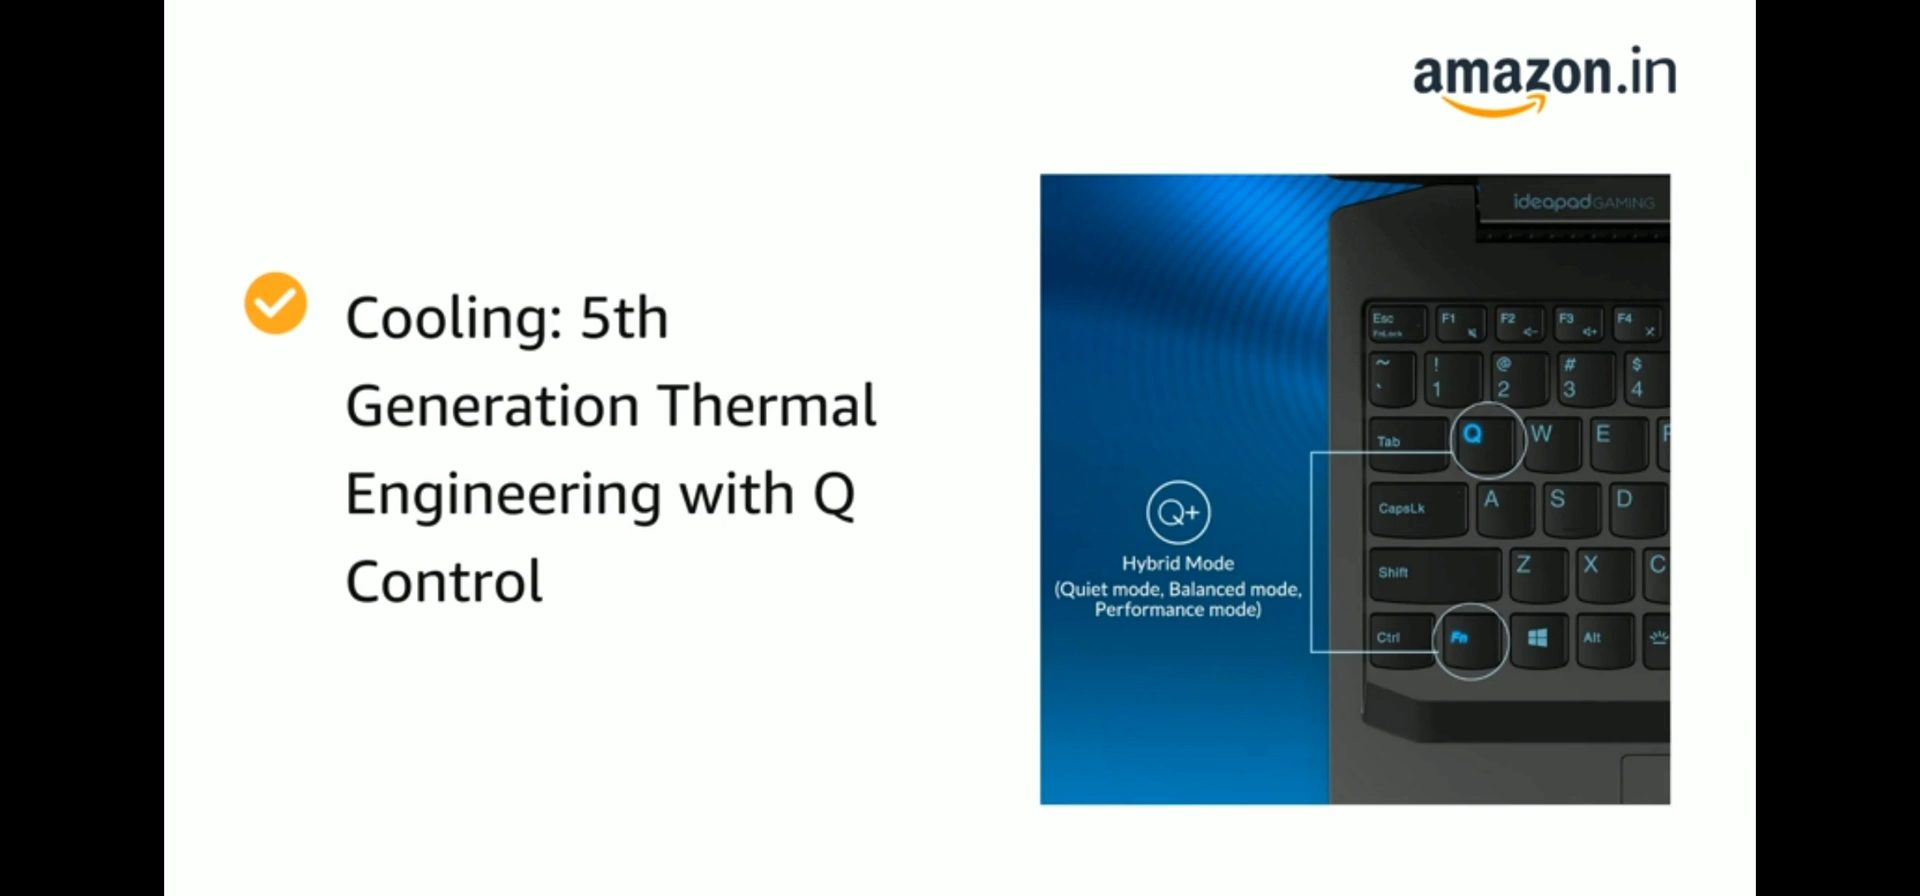 amazon.in
Cooling: 5th
Generation Thermal
Engineering with Q
Control
ideapad GAMING
Esc F1 F2 F3 F4
FnLock
~ ! @ # $
` 1 2 3 4
Tab Q W E
CapsLk A S D
Shift Z X C
Ctrl Fn Alt
Q+
Hybrid Mode
(Quiet mode, Balanced mode,
Performance mode)